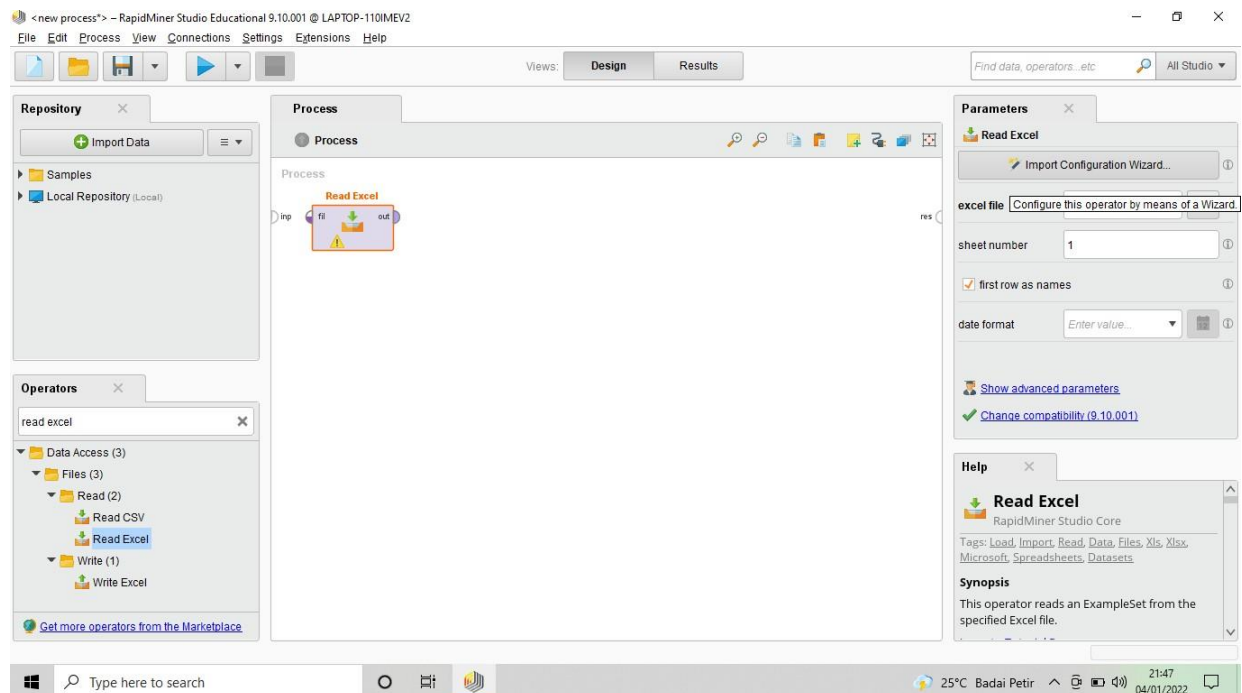 <new process*> – RapidMiner Studio Educational 9.10.001 @ LAPTOP-110IMEV2
File Edit Process View Connections Settings Extensions Help
Views: Design Results
Find data, operators...etc All Studio
Repository
Import Data
Samples
Local Repository (Local)
Operators
read excel
Data Access (3)
Files (3)
Read (2)
Read CSV
Read Excel
Write (1)
Write Excel
Get more operators from the Marketplace
Process
Process
Process
Read Excel
inp fil out res
Parameters
Read Excel
Import Configuration Wizard...
excel file Configure this operator by means of a Wizard.
sheet number 1
first row as names
date format Enter value...
Show advanced parameters
Change compatibility (9.10.001)
Help
Read Excel
RapidMiner Studio Core
Tags: Load, Import, Read, Data, Files, Xls, Xlsx,
Microsoft, Spreadsheets, Datasets
Synopsis
This operator reads an ExampleSet from the
specified Excel file.
Type here to search
25°C Badai Petir
21:47
04/01/2022